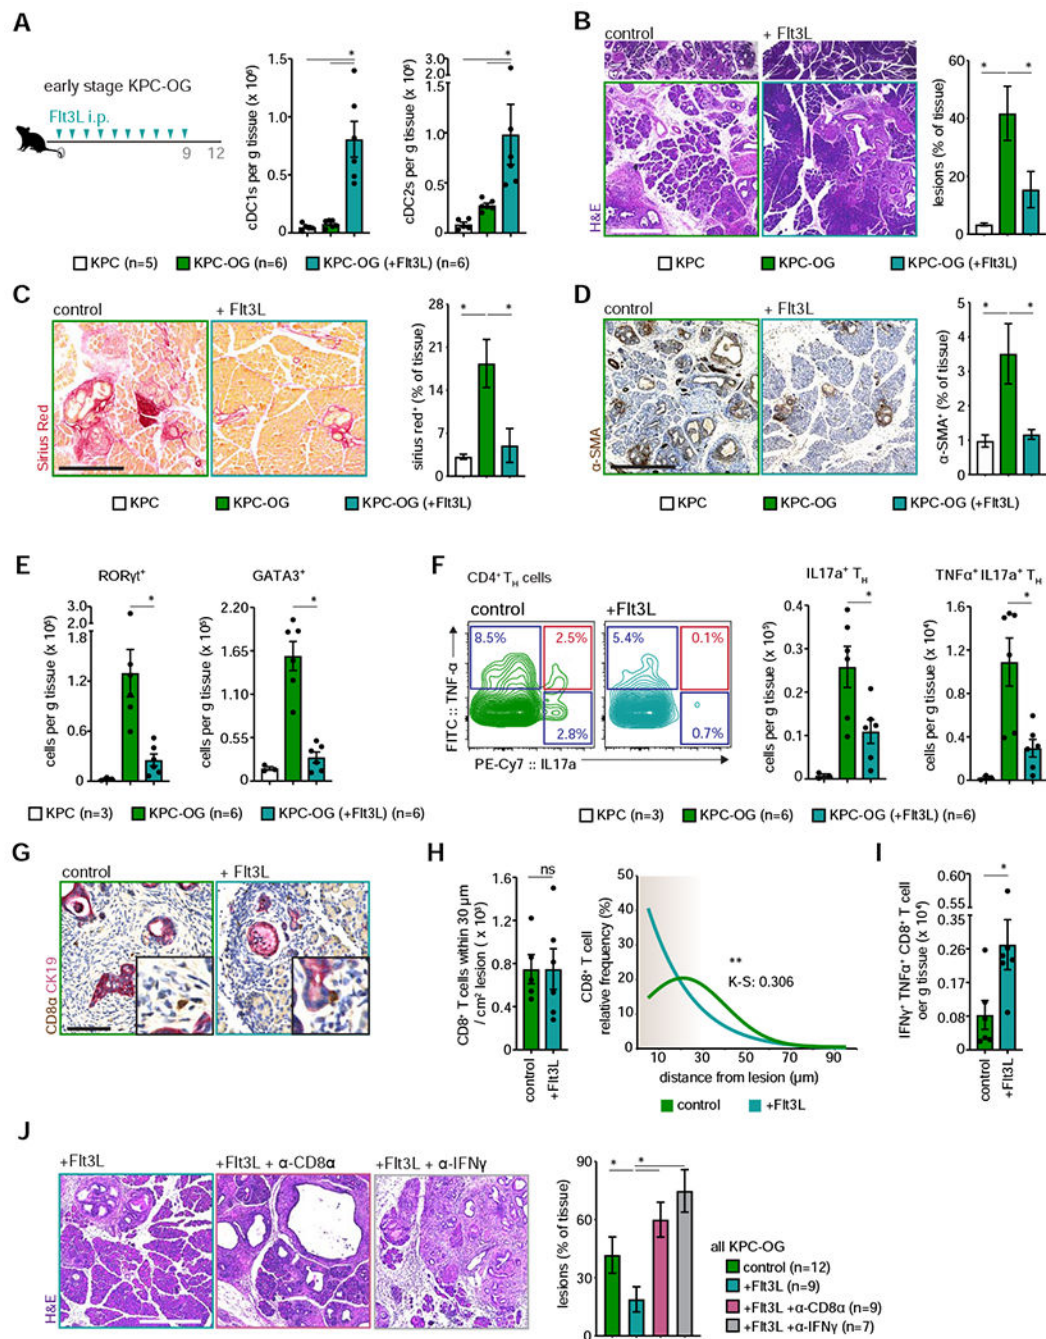 A
early stage KPC-OG
Flt3L i.p.
0 9 12
cDC1s per g tissue (x 10⁶)
1.5
1.0
0.5
0
*
cDC2s per g tissue (x 10⁶)
3.0
2.0
1.0
0.5
0
*
KPC (n=5) KPC-OG (n=6) KPC-OG (+Flt3L) (n=6)
B
control + Flt3L
H&E
lesions (% of tissue)
60
40
20
0
* *
KPC KPC-OG KPC-OG (+Flt3L)
C
control + Flt3L
Sirius Red
sirius red⁺ (% of tissue)
28
21
14
7
0
* *
KPC KPC-OG KPC-OG (+Flt3L)
D
control + Flt3L
α-SMA
α-SMA⁺ (% of tissue)
5
4
3
2
1
0
* *
KPC KPC-OG KPC-OG (+Flt3L)
E
RORγt⁺
cells per g tissue (x 10⁵)
3.0
1.8
1.2
0.6
0
*
GATA3⁺
cells per g tissue (x 10⁵)
2.20
1.65
1.10
0.55
0
*
KPC (n=3) KPC-OG (n=6) KPC-OG (+Flt3L) (n=6)
F
CD4⁺ T_H cells
control +Flt3L
8.5% 2.5% 5.4% 0.1%
2.8% 0.7%
FITC :: TNF-α
PE-Cy7 :: IL17a
IL17a⁺ T_H
cells per g tissue (x 10⁵)
0.4
0.3
0.2
0.1
0
*
TNFα⁺ IL17a⁺ T_H
cells per g tissue (x 10⁴)
1.6
1.2
0.8
0.4
0
*
KPC (n=3) KPC-OG (n=6) KPC-OG (+Flt3L) (n=6)
G
control + Flt3L
CD8α CK19
H
CD8⁺ T cells within 30 μm
/ cm² lesion ( x 10³)
1.6
1.2
0.8
0.4
0
ns
control
+Flt3L
CD8⁺ T cell
relative frequency (%)
50
40
30
20
10
0
**
K-S: 0.306
10 30 50 70 90
distance from lesion (μm)
control +Flt3L
I
IFNγ⁺ TNFα⁺ CD8⁺ T cell
oer g tissue (x 10⁴)
0.60
0.35
0.26
0.17
0.08
0
*
control
+Flt3L
J
+Flt3L +Flt3L + α-CD8α +Flt3L + α-IFNγ
H&E
lesions (% of tissue)
90
60
30
0
* *
all KPC-OG
control (n=12)
+Flt3L (n=9)
+Flt3L +α-CD8α (n=9)
+Flt3L +α-IFNγ (n=7)